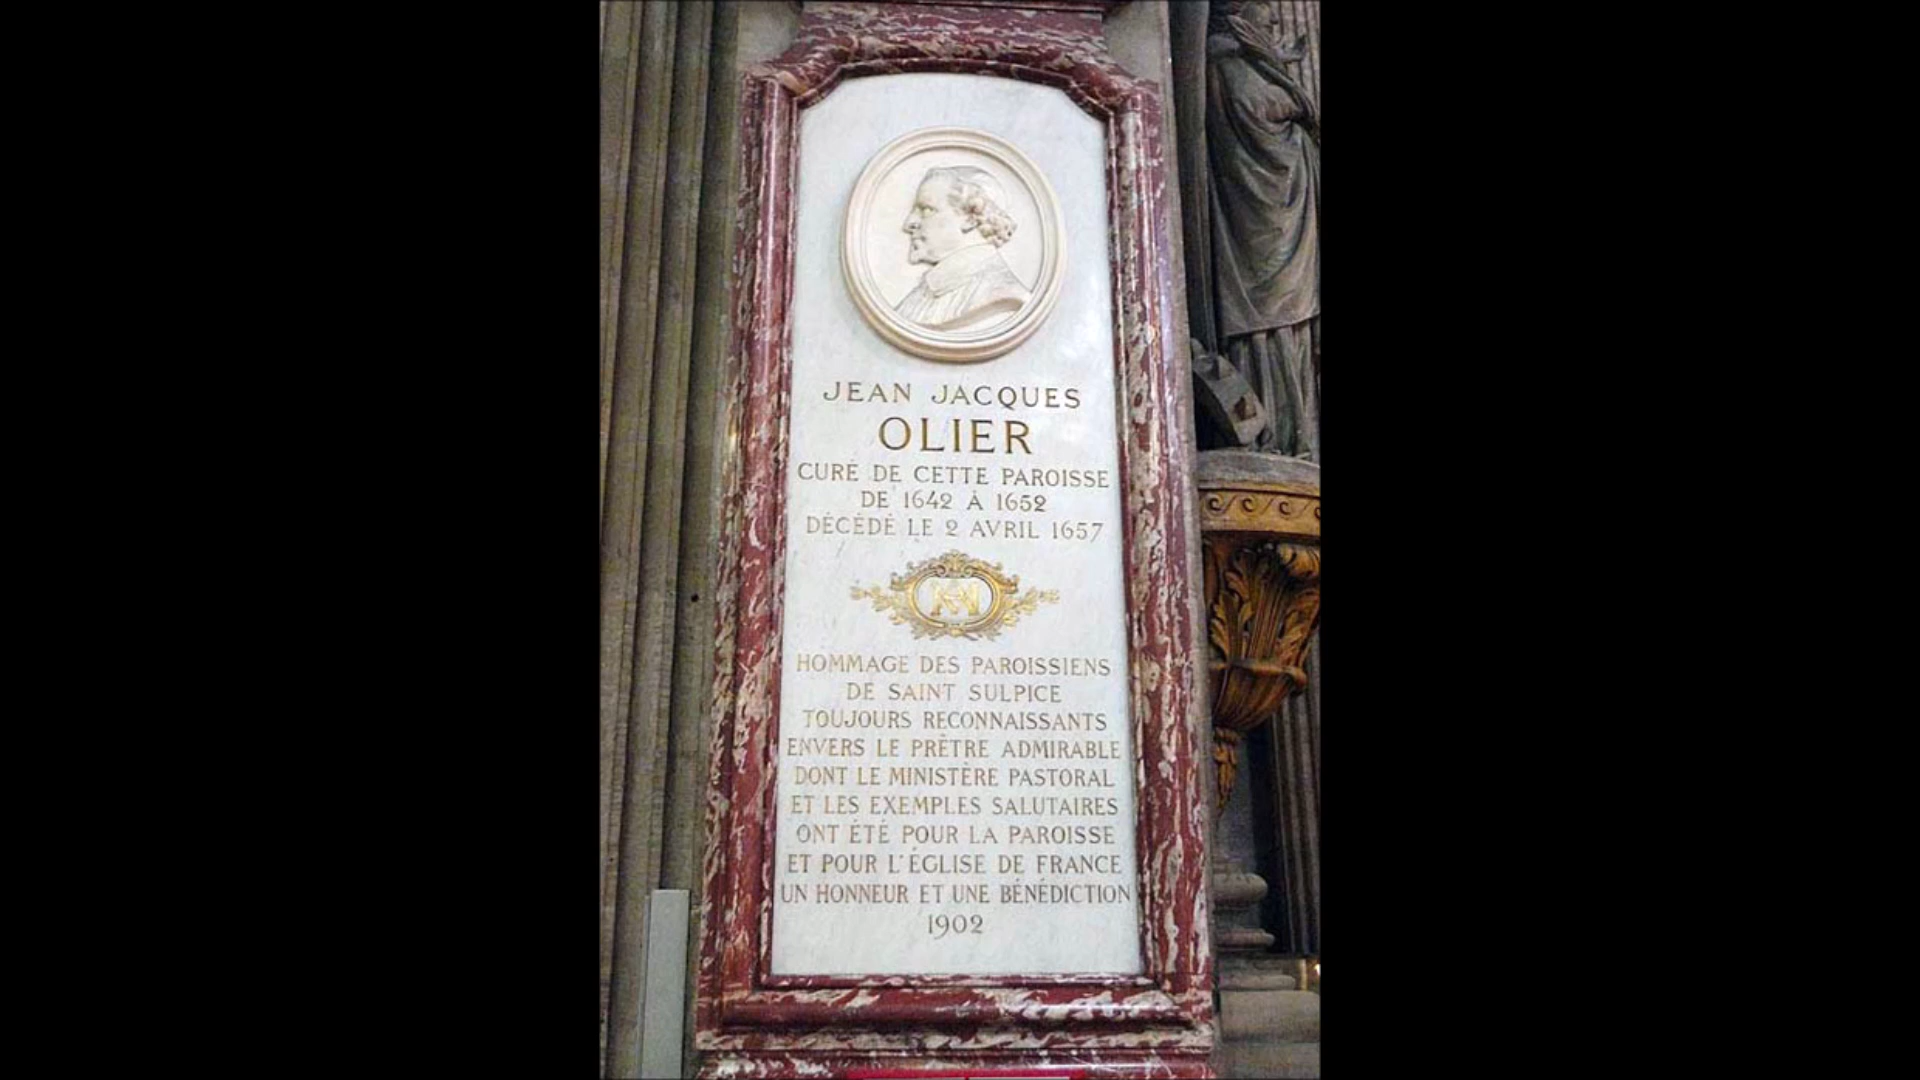 JEAN JACQUES
OLIER
CURÉ DE CETTE PAROISSE
DE 1642 À 1652
DÉCÉDÉ LE 2 AVRIL 1657
HOMMAGE DES PAROISSIENS
DE SAINT SULPICE
TOUJOURS RECONNAISSANTS
ENVERS LE PRÊTRE ADMIRABLE
DONT LE MINISTÈRE PASTORAL
ET LES EXEMPLES SALUTAIRES
ONT ÉTÉ POUR LA PAROISSE
ET POUR L'ÉGLISE DE FRANCE
UN HONNEUR ET UNE BÉNÉDICTION
1902